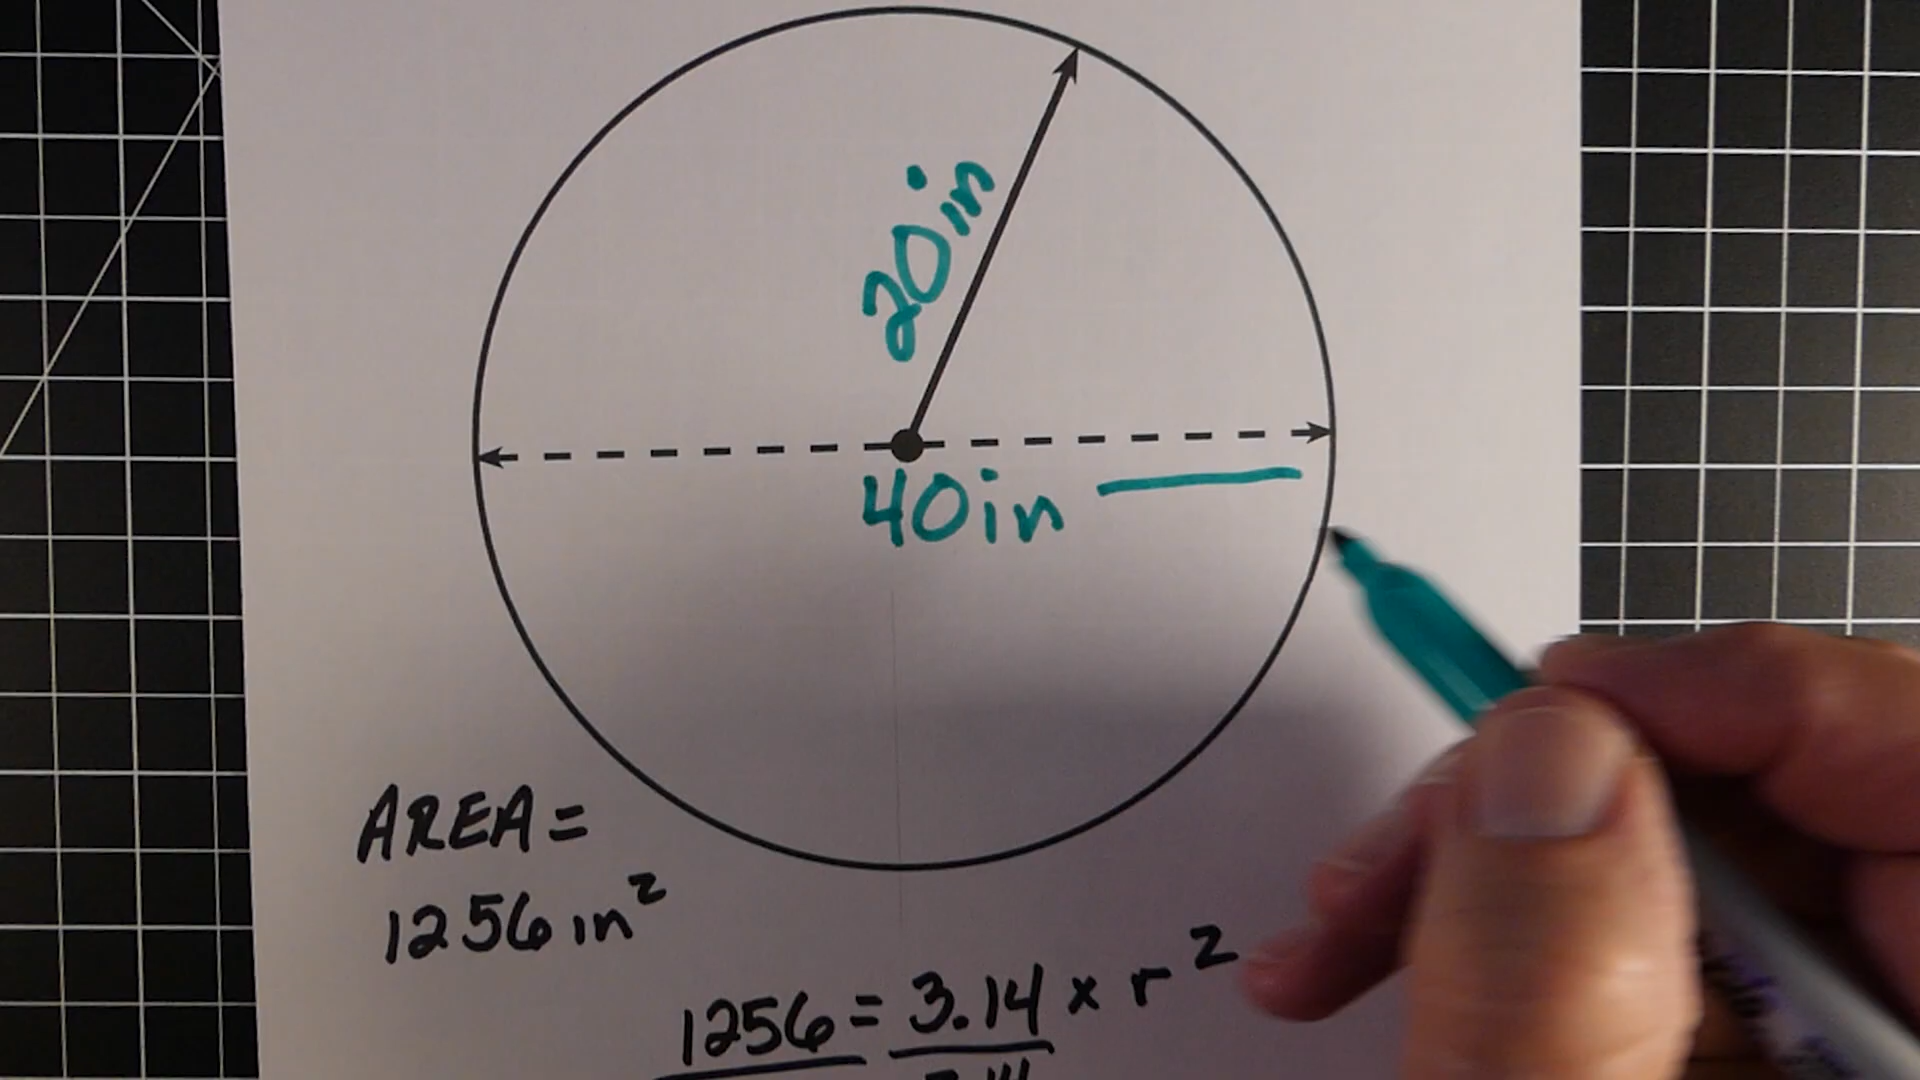 20in
40in
AREA =
1256 in²
1256 = 3.14 x r²